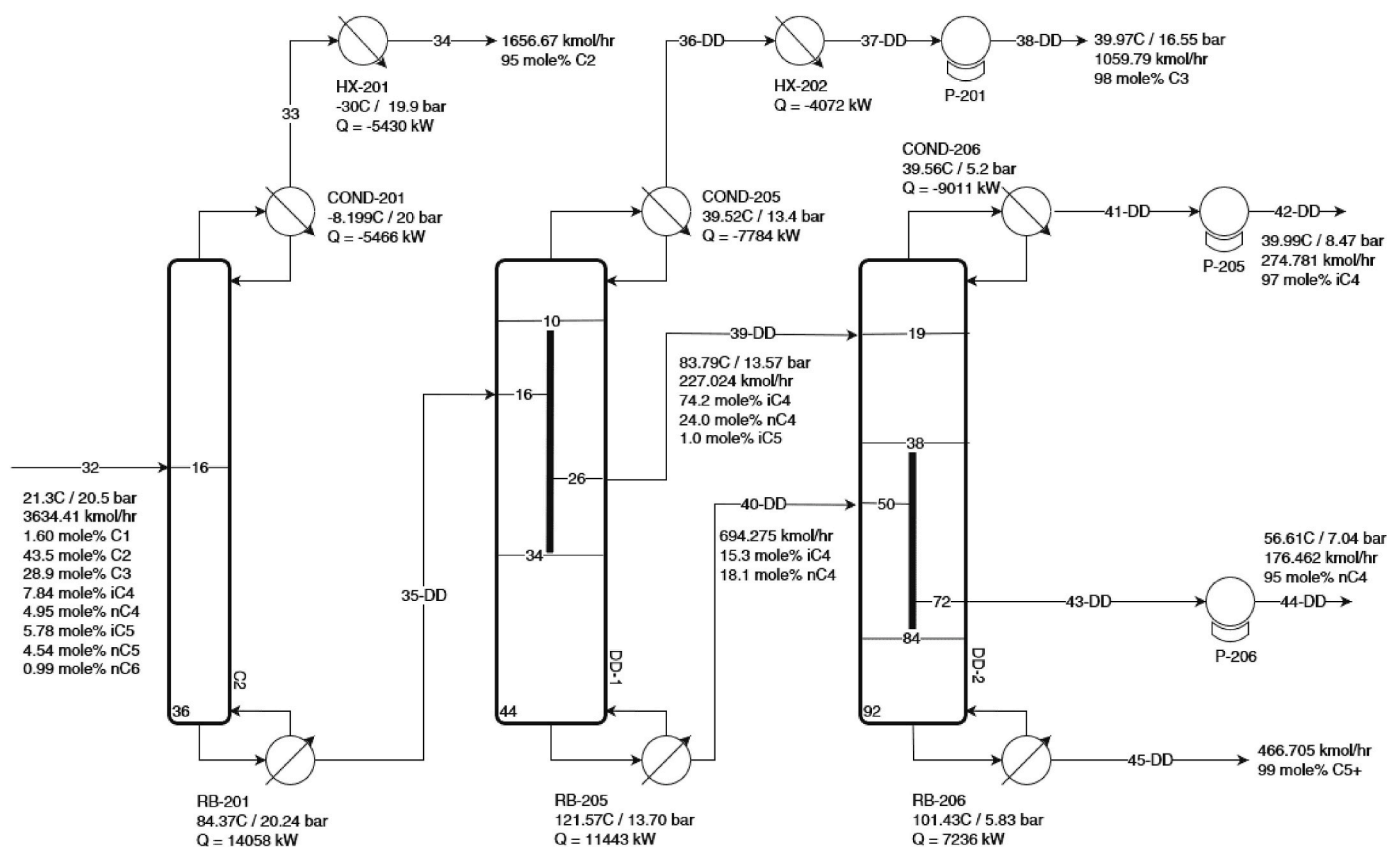 34
1656.67 kmol/hr
95 mole% C2
HX-201
-30C / 19.9 bar
Q = -5430 kW
33
COND-201
-8.199C / 20 bar
Q = -5466 kW
36-DD
HX-202
Q = -4072 kW
37-DD
P-201
38-DD
39.97C / 16.55 bar
1059.79 kmol/hr
98 mole% C3
COND-205
39.52C / 13.4 bar
Q = -7784 kW
COND-206
39.56C / 5.2 bar
Q = -9011 kW
41-DD
P-205
42-DD
39.99C / 8.47 bar
274.781 kmol/hr
97 mole% iC4
32
21.3C / 20.5 bar
3634.41 kmol/hr
1.60 mole% C1
43.5 mole% C2
28.9 mole% C3
7.84 mole% iC4
4.95 mole% nC4
5.78 mole% iC5
4.54 mole% nC5
0.99 mole% nC6
16
C2
36
RB-201
84.37C / 20.24 bar
Q = 14058 kW
35-DD
10
16
26
34
DD-1
44
RB-205
121.57C / 13.70 bar
Q = 11443 kW
39-DD
83.79C / 13.57 bar
227.024 kmol/hr
74.2 mole% iC4
24.0 mole% nC4
1.0 mole% iC5
40-DD
694.275 kmol/hr
15.3 mole% iC4
18.1 mole% nC4
19
38
50
72
84
DD-2
92
RB-206
101.43C / 5.83 bar
Q = 7236 kW
43-DD
P-206
44-DD
56.61C / 7.04 bar
176.462 kmol/hr
95 mole% nC4
45-DD
466.705 kmol/hr
99 mole% C5+